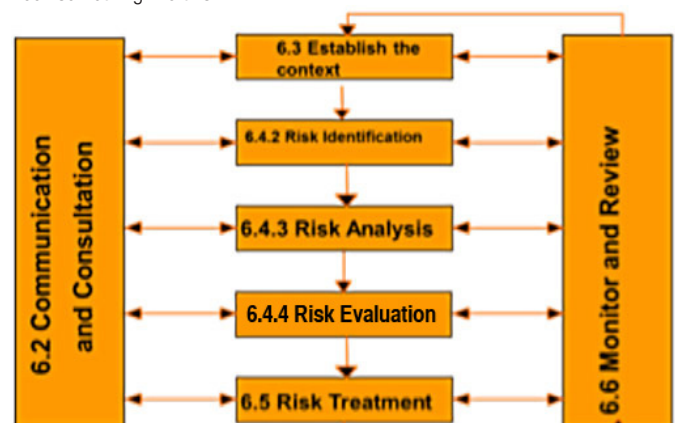 6.3 Establish the
context
6.4.2 Risk Identification
6.4.3 Risk Analysis
6.4.4 Risk Evaluation
6.5 Risk Treatment
6.2 Communication
and Consultation
6.6 Monitor and Review